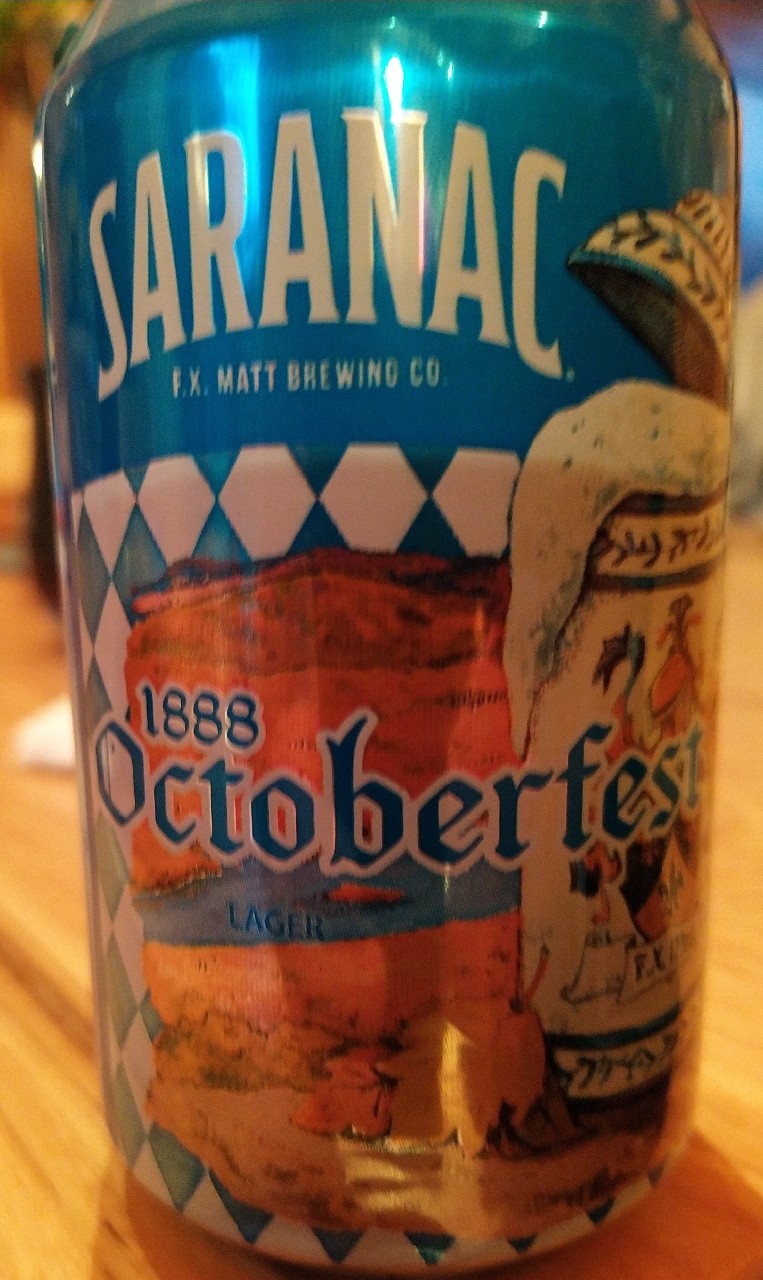 SARANAC
F.X. MATT BREWING CO.
1888
Octoberfest
LAGER
F.X.